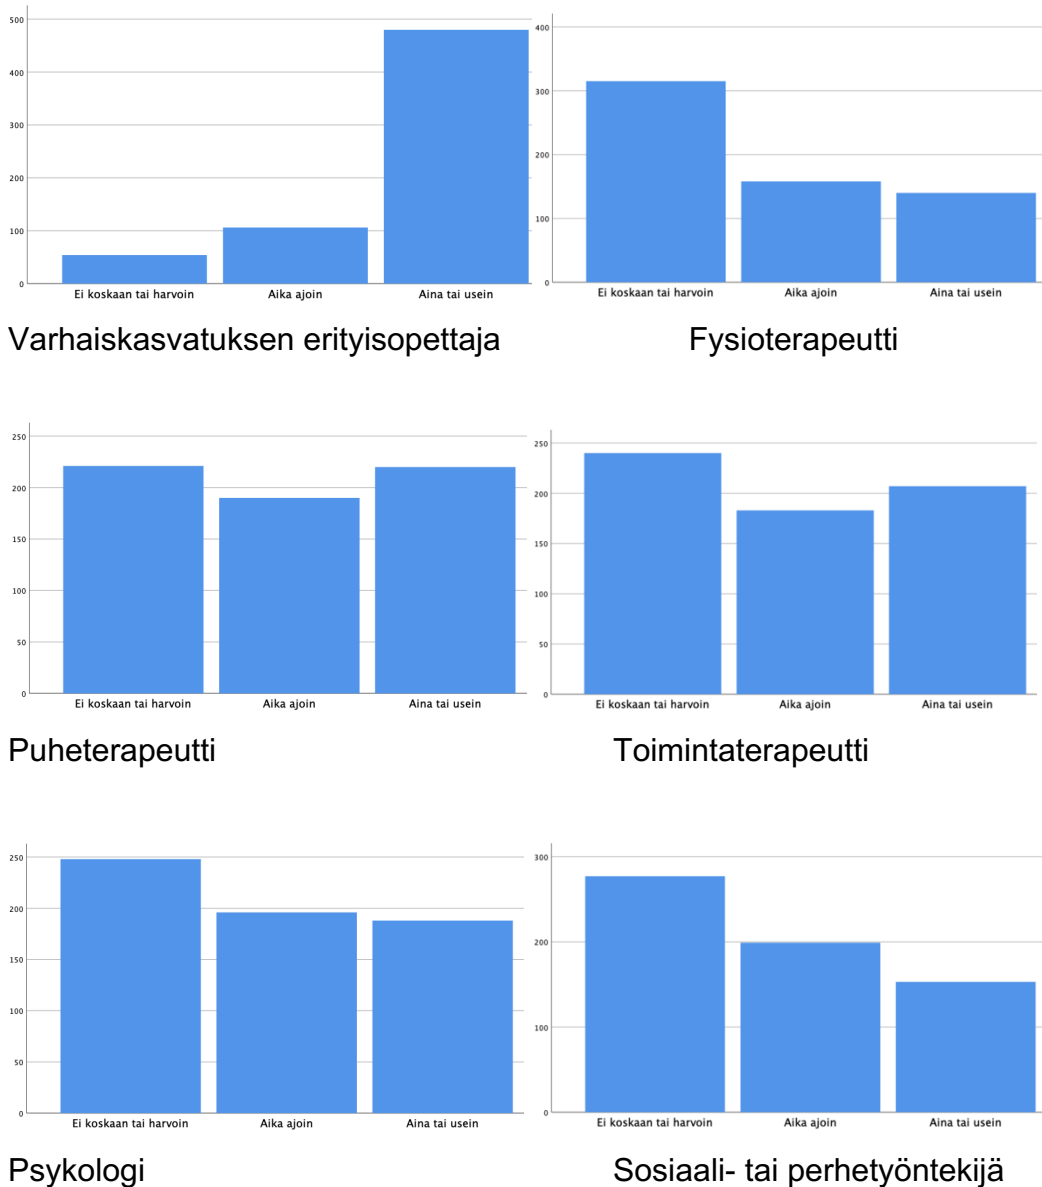 500
400
300
200
100
0
Ei koskaan tai harvoin Aika ajoin Aina tai usein
Varhaiskasvatuksen erityisopettaja
400
300
200
100
0
Ei koskaan tai harvoin Aika ajoin Aina tai usein
Fysioterapeutti
250
200
150
100
50
0
Ei koskaan tai harvoin Aika ajoin Aina tai usein
Puheterapeutti
250
200
150
100
50
0
Ei koskaan tai harvoin Aika ajoin Aina tai usein
Toimintaterapeutti
250
200
150
100
50
0
Ei koskaan tai harvoin Aika ajoin Aina tai usein
Psykologi
300
200
100
0
Ei koskaan tai harvoin Aika ajoin Aina tai usein
Sosiaali- tai perhetyöntekijä